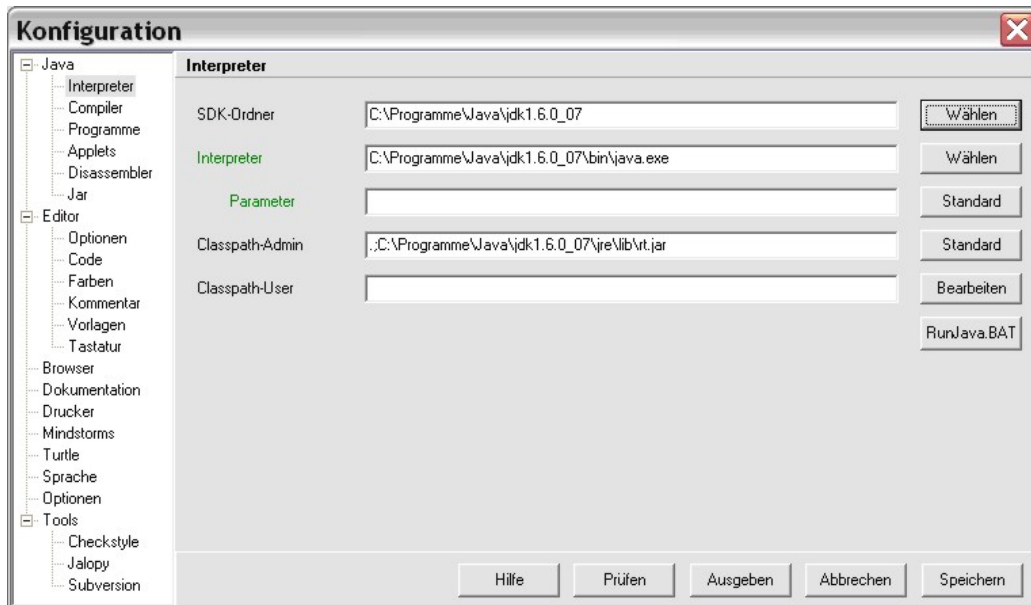 Konfiguration
Java
Interpreter
Compiler
Programme
Applets
Disassembler
Jar
Editor
Optionen
Code
Farben
Kommentar
Vorlagen
Tastatur
Browser
Dokumentation
Drucker
Mindstorms
Turtle
Sprache
Optionen
Tools
Checkstyle
Jalopy
Subversion
Interpreter
SDK-Ordner C:\Programme\Java\jdk1.6.0_07 Wählen
Interpreter C:\Programme\Java\jdk1.6.0_07\bin\java.exe Wählen
Parameter Standard
Classpath-Admin .;C:\Programme\Java\jdk1.6.0_07\jre\lib\rt.jar Standard
Classpath-User Bearbeiten
RunJava.BAT
Hilfe Prüfen Ausgeben Abbrechen Speichern